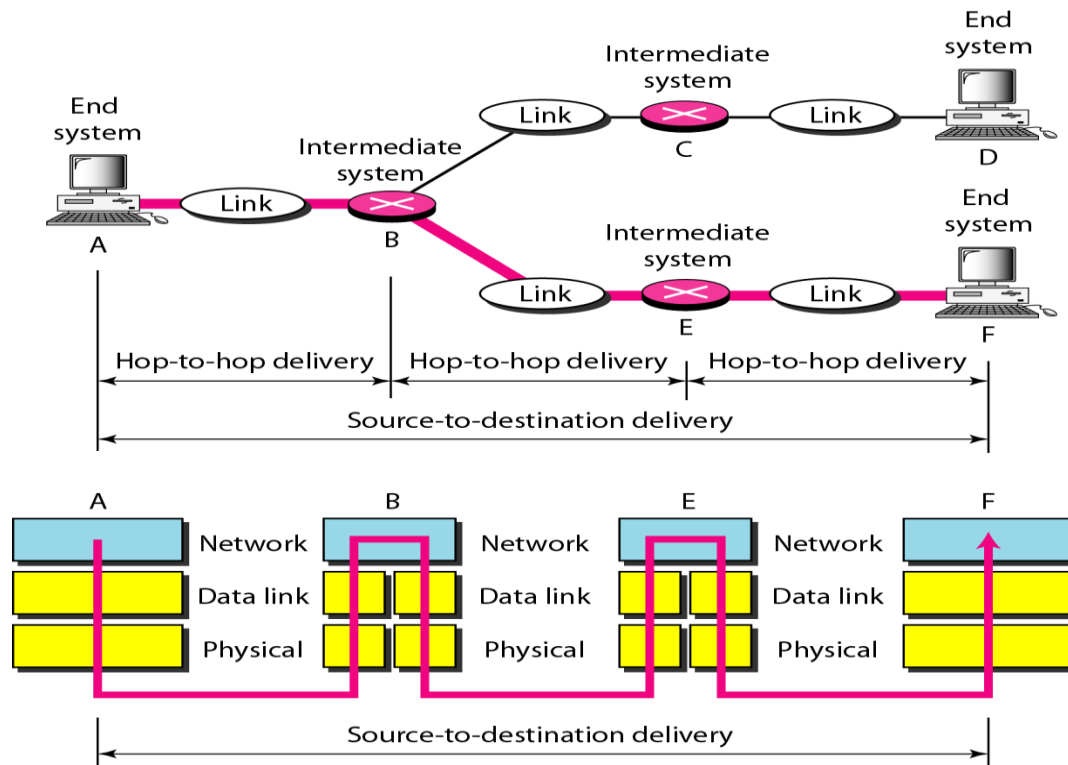 End
system
Intermediate
system
Link
Link
C
D
End
system
Intermediate
system
Link
A
B
Intermediate
system
End
system
Link
Link
E
F
Hop-to-hop delivery
Hop-to-hop delivery
Hop-to-hop delivery
Source-to-destination delivery
A
B
E
F
Network
Network
Network
Data link
Data link
Data link
Physical
Physical
Physical
Source-to-destination delivery